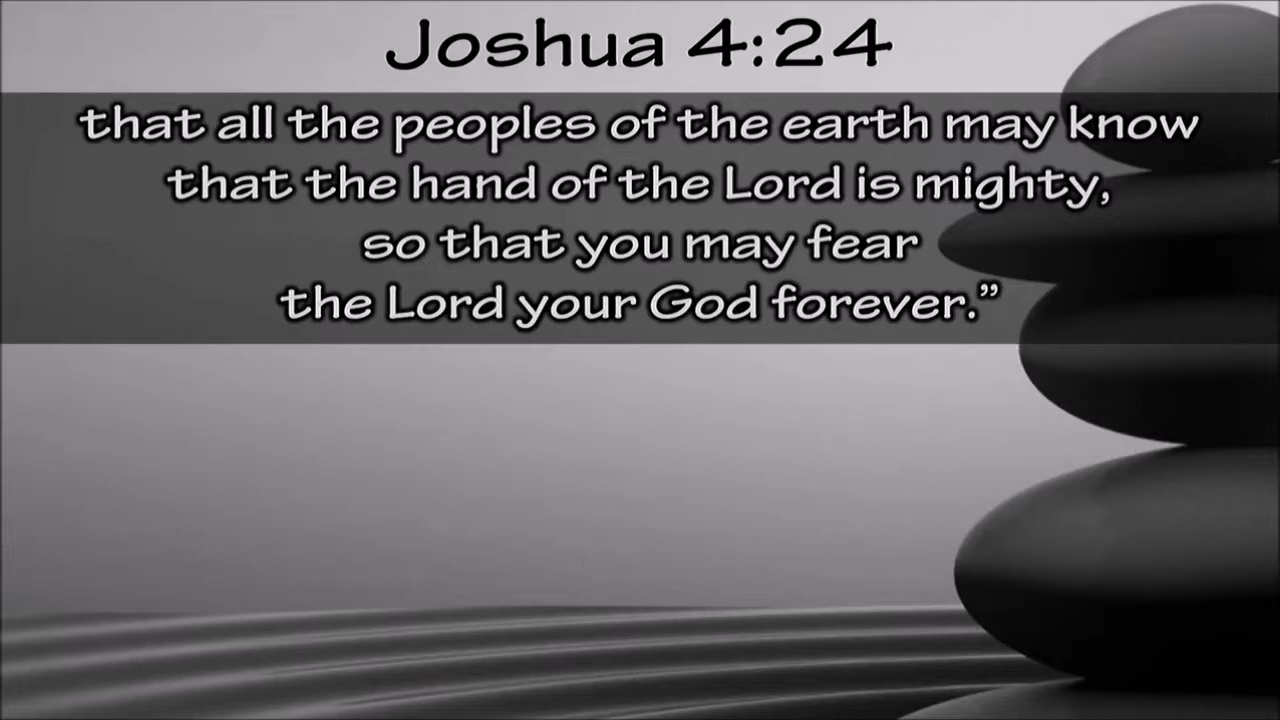 Joshua 4:24
that all the peoples of the earth may know
that the hand of the Lord is mighty,
so that you may fear
the Lord your God forever.”